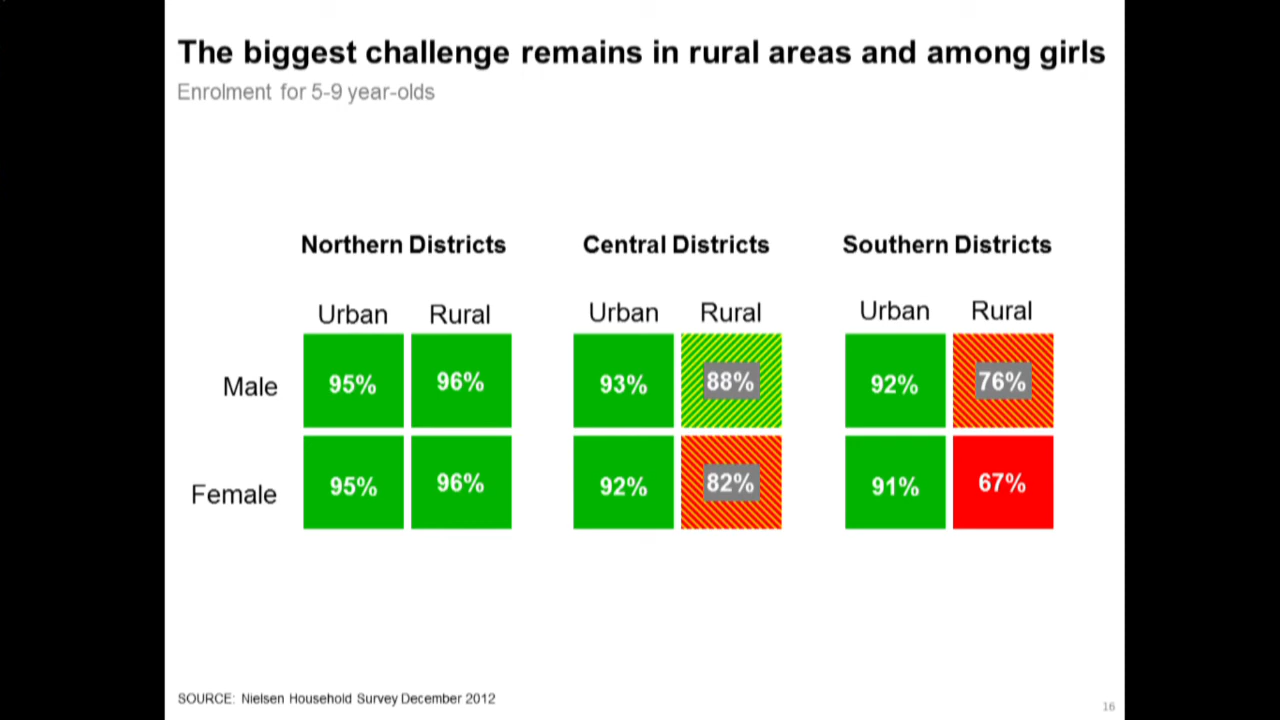 The biggest challenge remains in rural areas and among girls
Enrolment for 5-9 year-olds
Northern Districts Central Districts Southern Districts
Urban Rural Urban Rural Urban Rural
Male 95% 96% 93% 88% 92% 76%
Female 95% 96% 92% 82% 91% 67%
SOURCE: Nielsen Household Survey December 2012
16